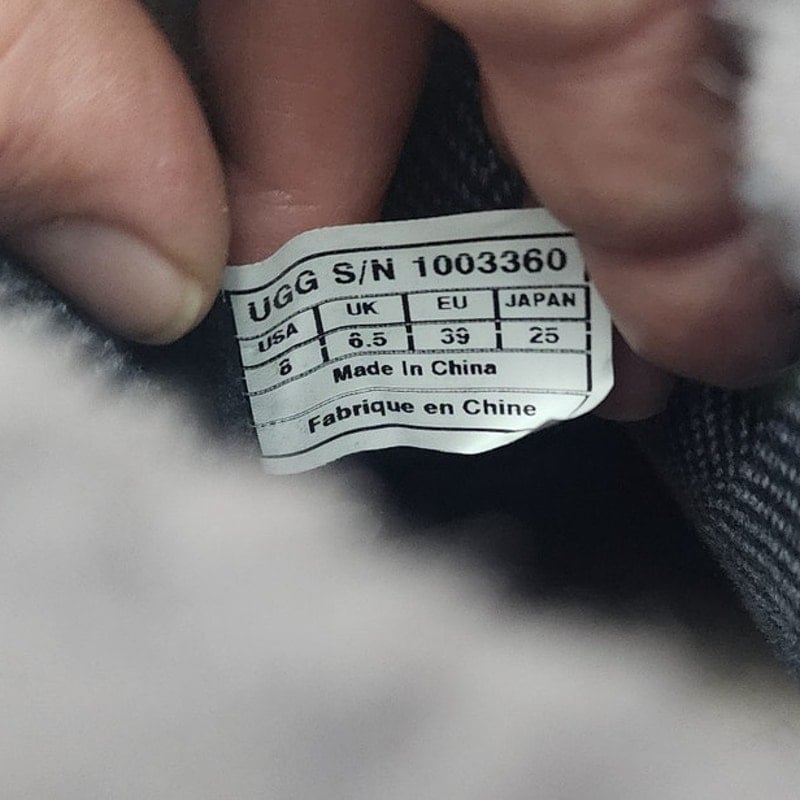 UGG S/N 1003360
USA UK EU JAPAN
8 6.5 39 25
Made In China
Fabrique en Chine